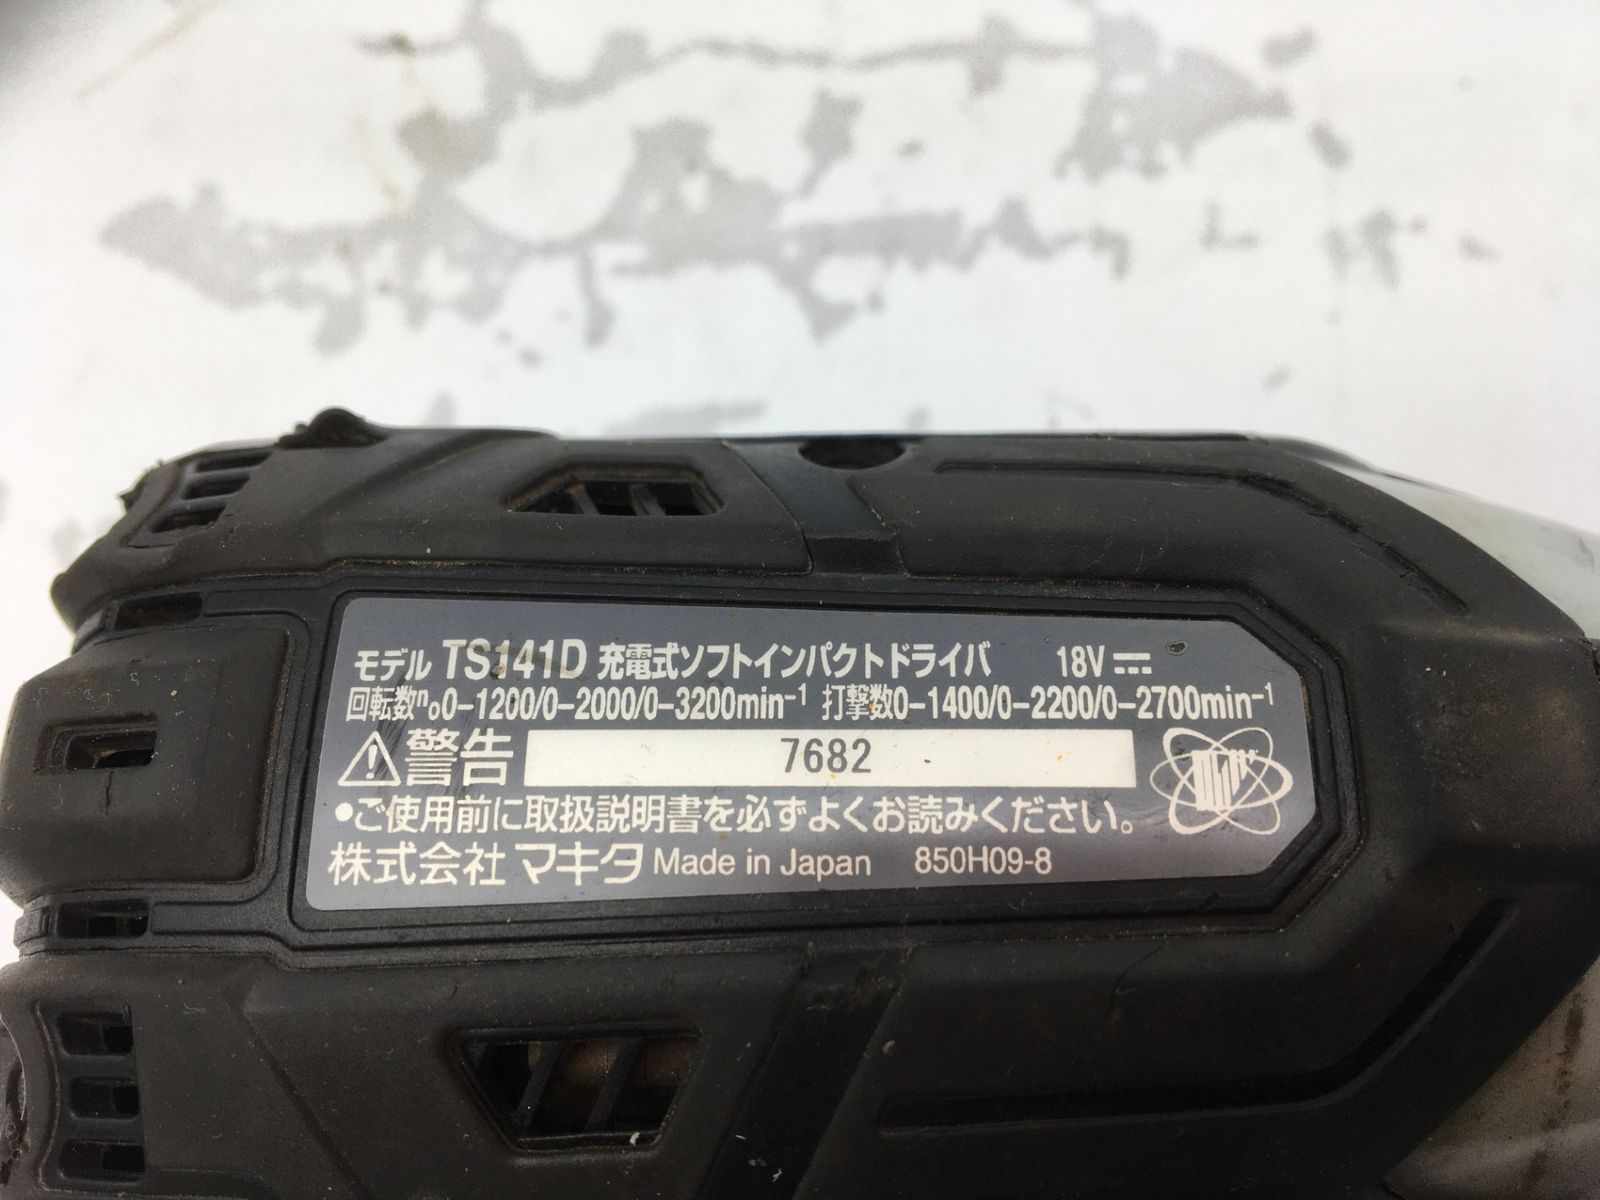 モデル TS141D 充電式ソフトインパクトドライバ 18V⎓
回転数n₀0−1200/0−2000/0−3200min⁻¹ 打撃数0−1400/0−2200/0−2700min⁻¹
⚠警告 7682
●ご使用前に取扱説明書を必ずよくお読みください。
株式会社マキタ Made in Japan 850H09-8